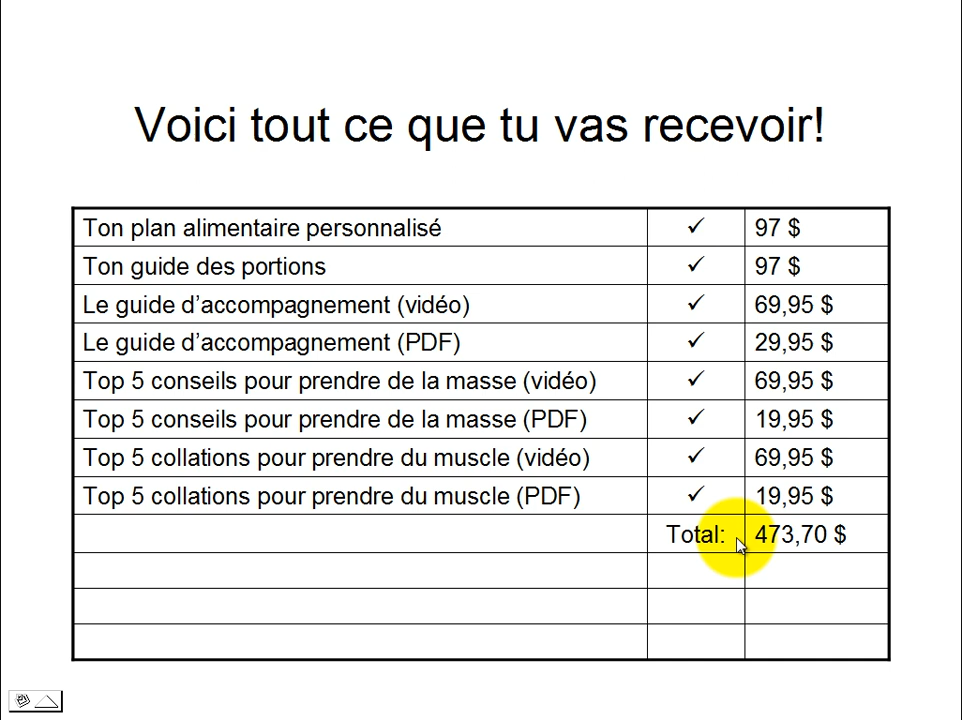 Voici tout ce que tu vas recevoir!
Ton plan alimentaire personnalisé ✓ 97 $
Ton guide des portions ✓ 97 $
Le guide d’accompagnement (vidéo) ✓ 69,95 $
Le guide d’accompagnement (PDF) ✓ 29,95 $
Top 5 conseils pour prendre de la masse (vidéo) ✓ 69,95 $
Top 5 conseils pour prendre de la masse (PDF) ✓ 19,95 $
Top 5 collations pour prendre du muscle (vidéo) ✓ 69,95 $
Top 5 collations pour prendre du muscle (PDF) ✓ 19,95 $
Total: 473,70 $